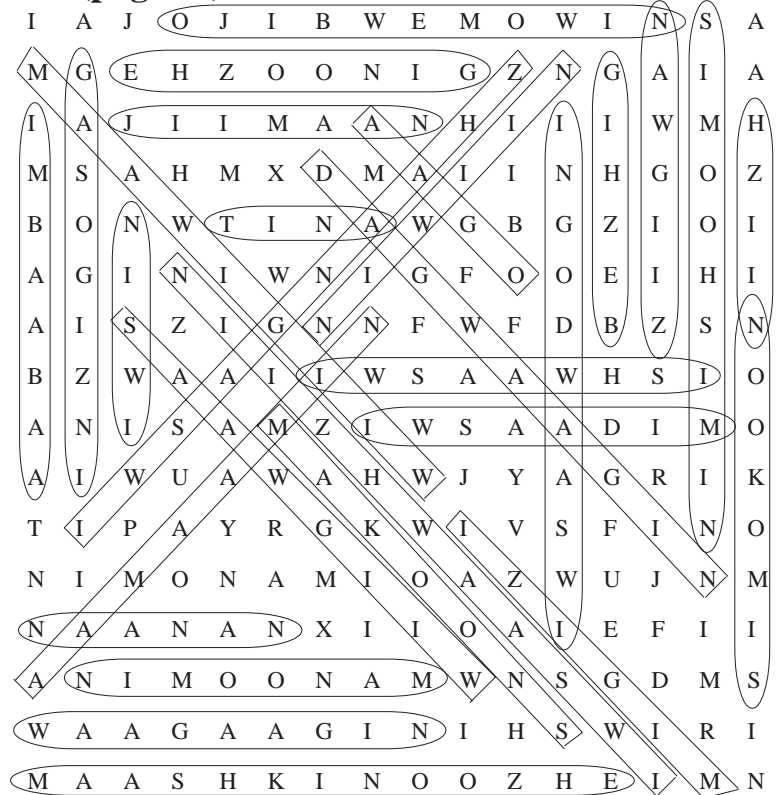 I A J O J I B W E M O W I N S A
M G E H Z O O N I G Z N G A I A
I A J I I M A A N H I I I W M H
M S A H M X D M A I I N H G O Z
B O N W T I N A W G B G Z I O I
A G I N I W N I G F O O E I H I
A I S Z I G N N F W F D B Z S N
B Z W A A I I W S A A W H S I O
A N I S A M Z I W S A A D I M O
A I W U A W A H W J Y A G R I K
T I P A Y R G K W I V S F I N O
N I M O N A M I O A Z W U J N M
N A A N A N X I I O A I E F I I
A N I M O O N A M W N S G D M S
W A A G A A G I N I H S W I R I
M A A S H K I N O O Z H E I M N